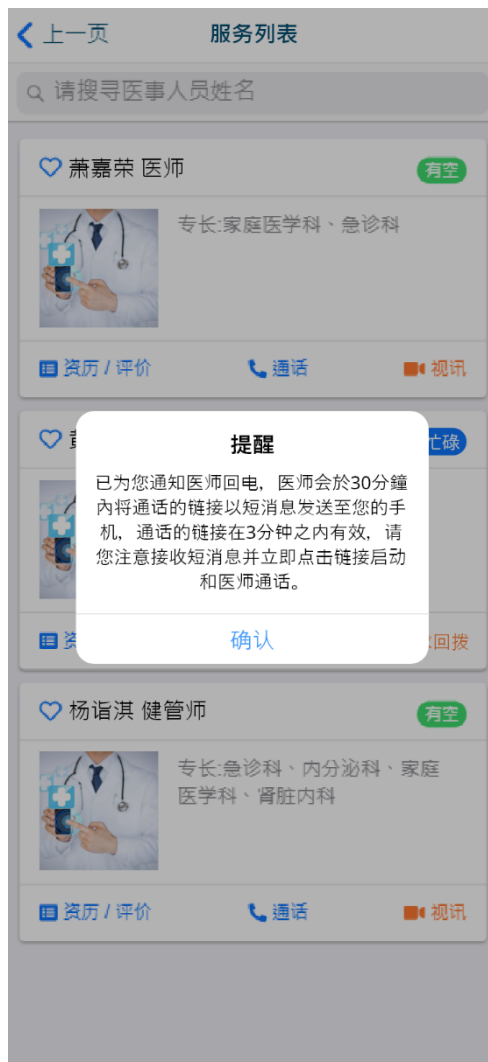 上一页
服务列表
请搜寻医事人员姓名
萧嘉荣 医师
有空
专长:家庭医学科、急诊科
资历 / 评价
通话
视讯
忙碌
提醒
已为您通知医师回电，医师会於30分鐘
內将通话的链接以短消息发送至您的手
机，通话的链接在3分钟之内有效，请
您注意接收短消息并立即点击链接启动
和医师通话。
确认
回拨
杨诣淇 健管师
有空
专长:急诊科、内分泌科、家庭
医学科、肾脏内科
资历 / 评价
通话
视讯